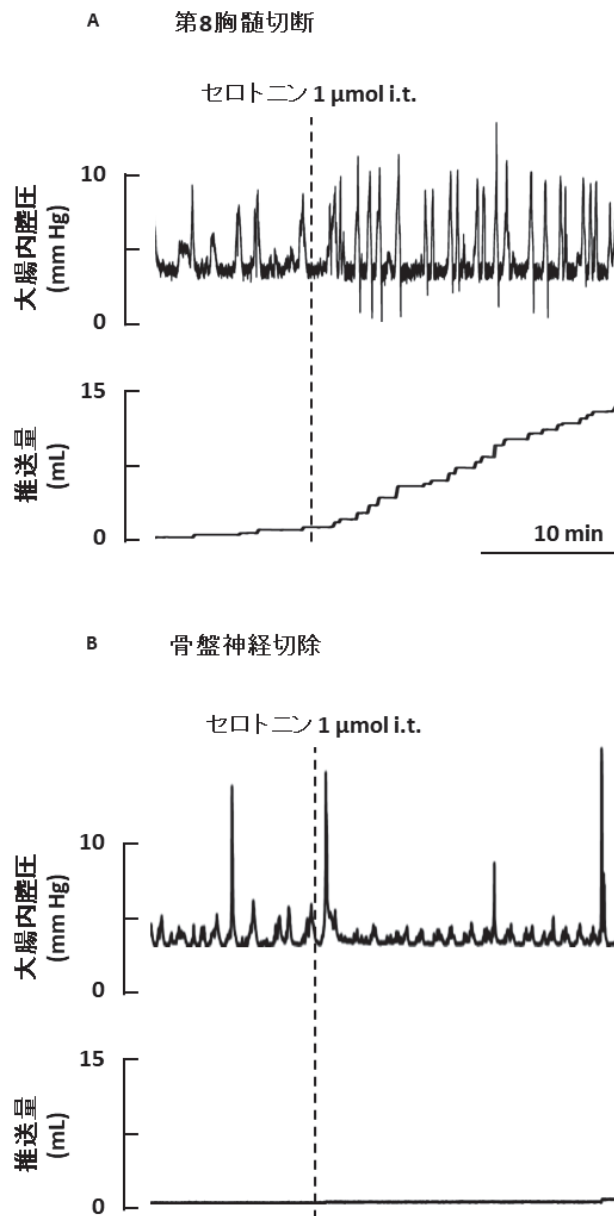 A 第8胸髄切断
セロトニン 1 µmol i.t.
大腸内腔圧
(mm Hg)
10
0
推送量
(mL)
15
0
10 min
B 骨盤神経切除
セロトニン 1 µmol i.t.
大腸内腔圧
(mm Hg)
10
0
推送量
(mL)
15
0